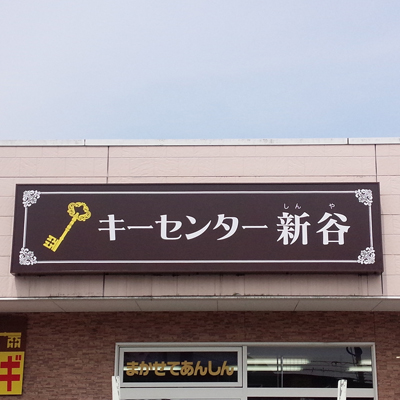 しんや
キーセンター新谷
まかせてあんしん
ギ